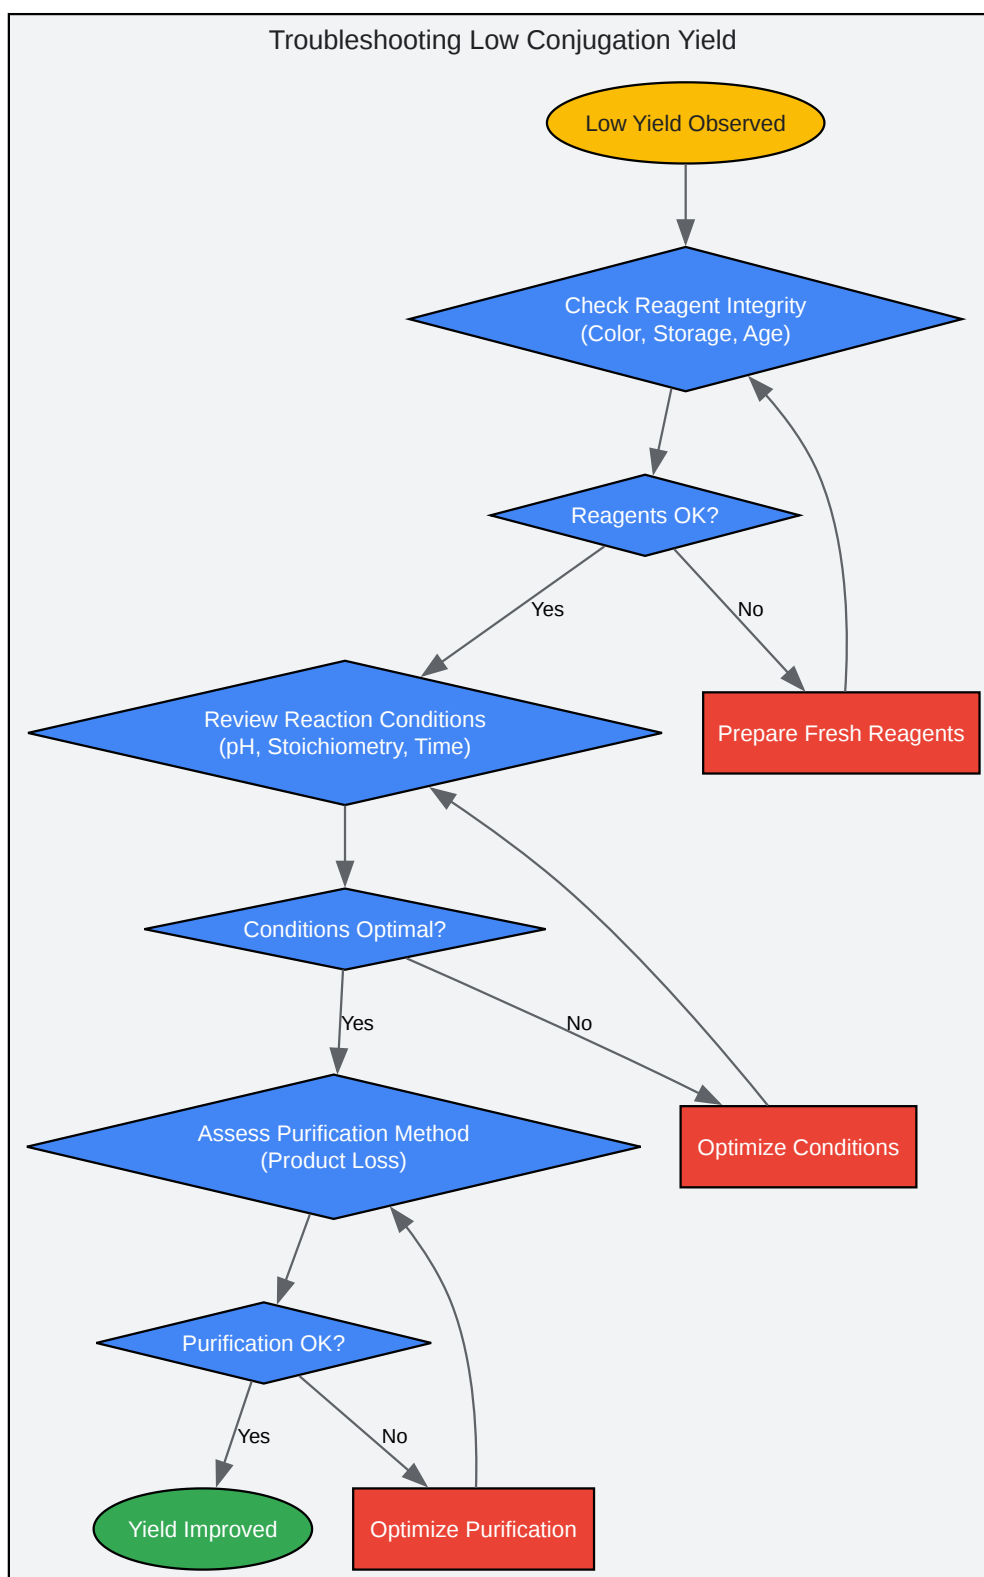 Troubleshooting Low Conjugation Yield
Low Yield Observed
Check Reagent Integrity
(Color, Storage, Age)
Reagents OK?
Yes
No
Review Reaction Conditions
(pH, Stoichiometry, Time)
Prepare Fresh Reagents
Conditions Optimal?
Yes
No
Assess Purification Method
(Product Loss)
Optimize Conditions
Purification OK?
Yes
No
Yield Improved
Optimize Purification